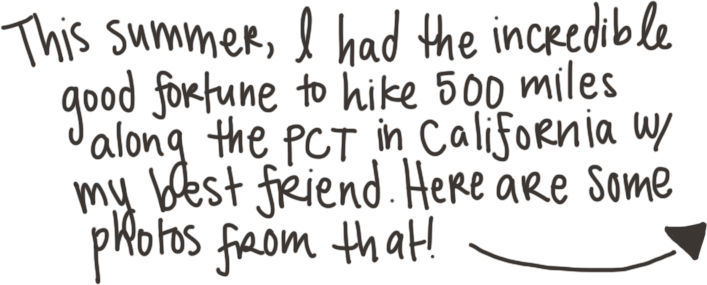 This summer, I had the incredible
good fortune to hike 500 miles
along the PCT in California w/
my best friend. Here are some
photos from that!